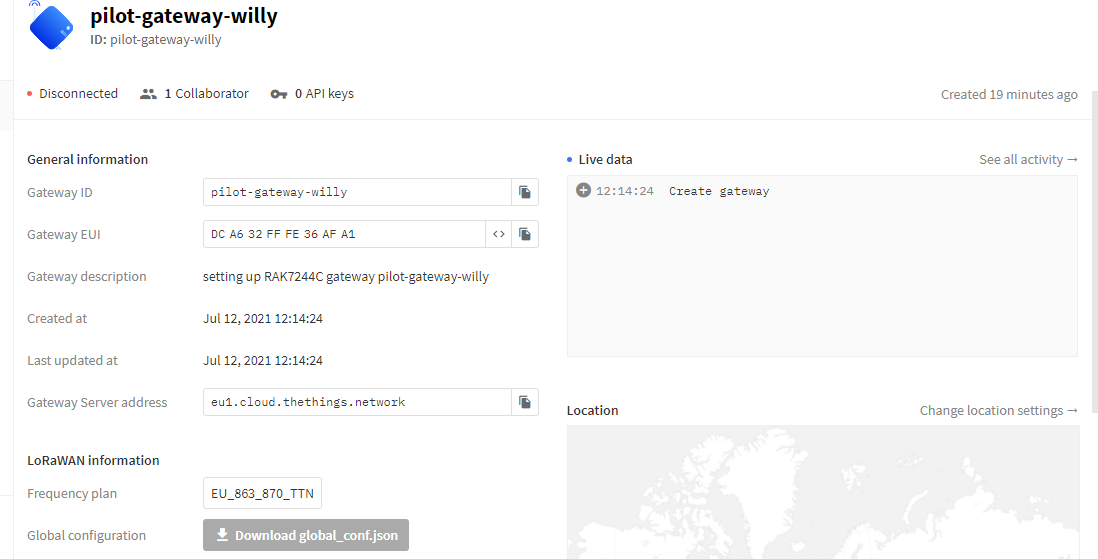 pilot-gateway-willy
ID: pilot-gateway-willy
Disconnected 1 Collaborator 0 API keys Created 19 minutes ago
General information
Gateway ID pilot-gateway-willy
Gateway EUI DC A6 32 FF FE 36 AF A1 <>
Gateway description setting up RAK7244C gateway pilot-gateway-willy
Created at Jul 12, 2021 12:14:24
Last updated at Jul 12, 2021 12:14:24
Gateway Server address eu1.cloud.thethings.network
LoRaWAN information
Frequency plan EU_863_870_TTN
Global configuration Download global_conf.json
Live data See all activity →
12:14:24 Create gateway
Location Change location settings →